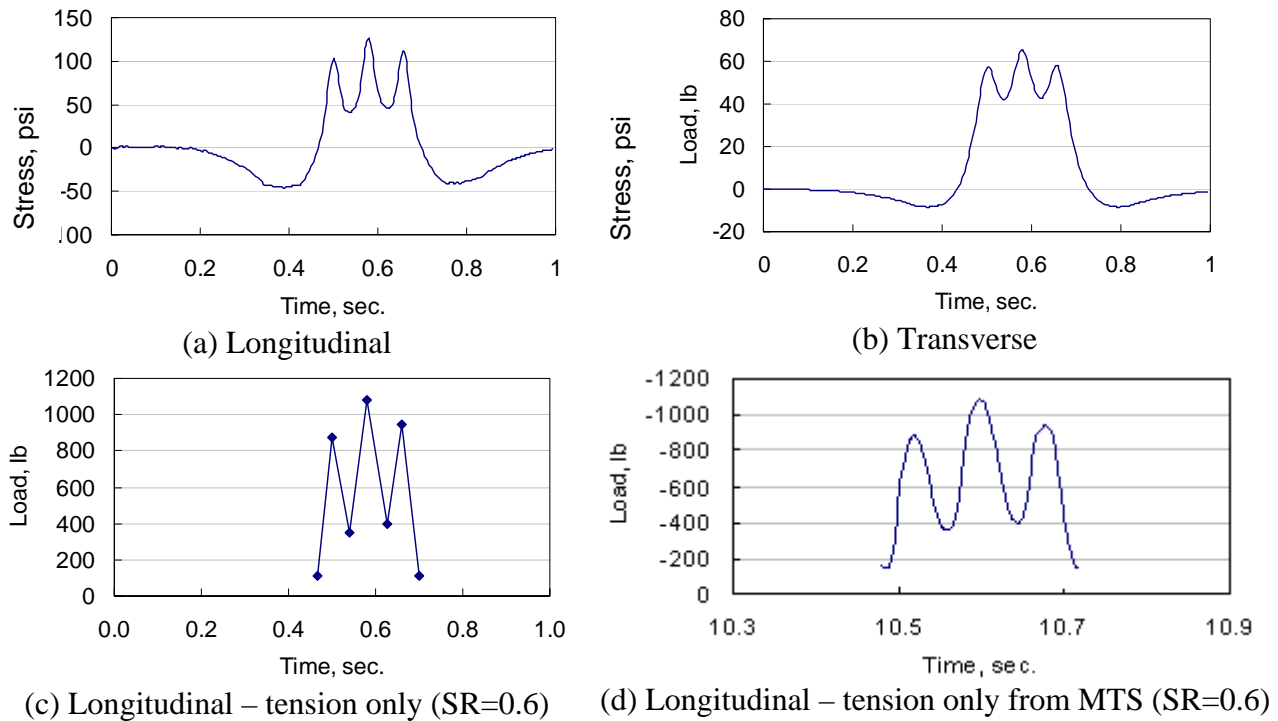 150
100
50
0
-50
.00
Stress, psi
0 0.2 0.4 0.6 0.8 1
Time, sec.
(a) Longitudinal
80
60
40
20
0
-20
Stress, psi
Load, lb
0 0.2 0.4 0.6 0.8 1
Time, sec.
(b) Transverse
1200
1000
800
600
400
200
0
Load, lb
0.0 0.2 0.4 0.6 0.8 1.0
Time, sec.
(c) Longitudinal – tension only (SR=0.6)
-1200
-1000
-800
-600
-400
-200
0
Load, lb
10.3 10.5 10.7 10.9
Time, sec.
(d) Longitudinal – tension only from MTS (SR=0.6)